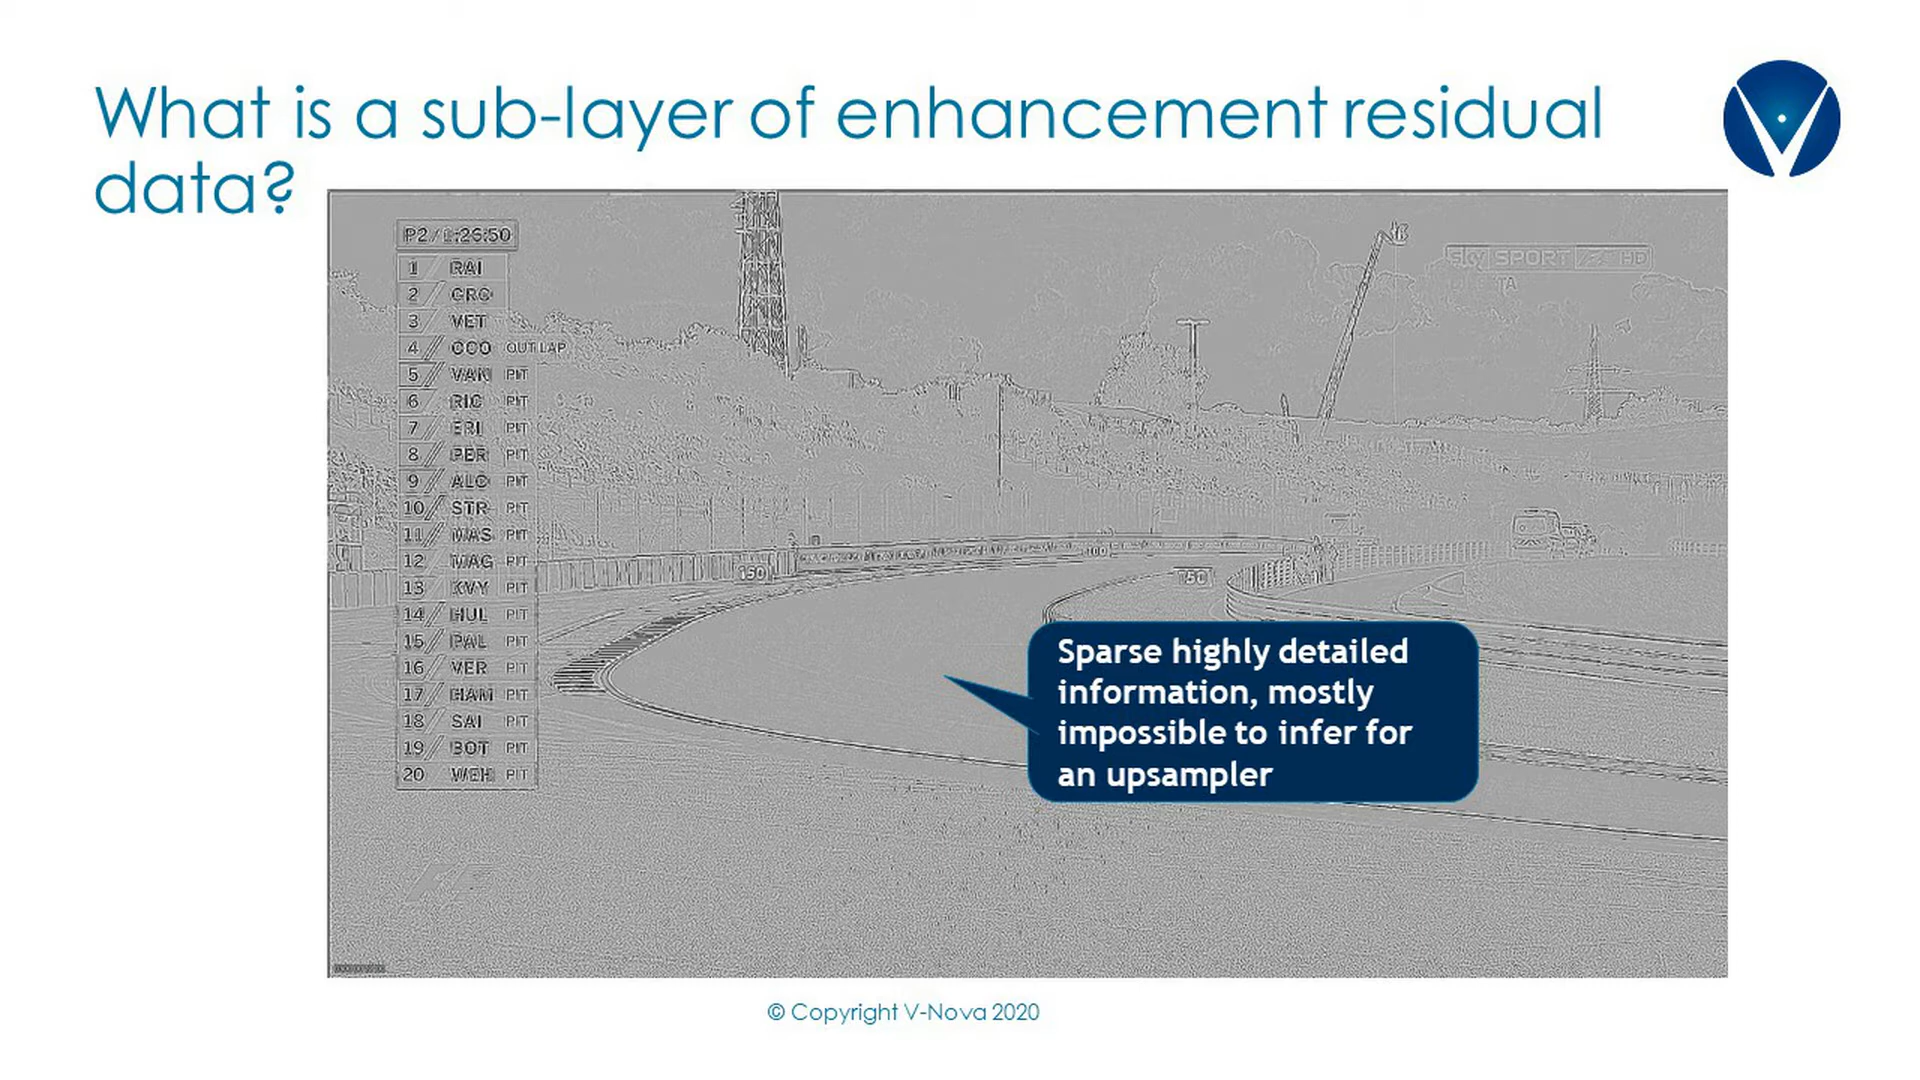 What is a sub-layer of enhancement residual
data?
P2 / 1:26:50
1 RAI
2 GRO
3 VET
4 OCO OUT LAP
5 VAN PIT
6 RIC PIT
7 ERI PIT
8 PER PIT
9 ALO PIT
10 STR PIT
11 MAS PIT
12 MAG PIT
13 KVY PIT
14 HUL PIT
15 PAL PIT
16 VER PIT
17 HAM PIT
18 SAI PIT
19 BOT PIT
20 WEH PIT
sky SPORT F1 HD
150
100
150
Sparse highly detailed
information, mostly
impossible to infer for
an upsampler
F1
© Copyright V-Nova 2020